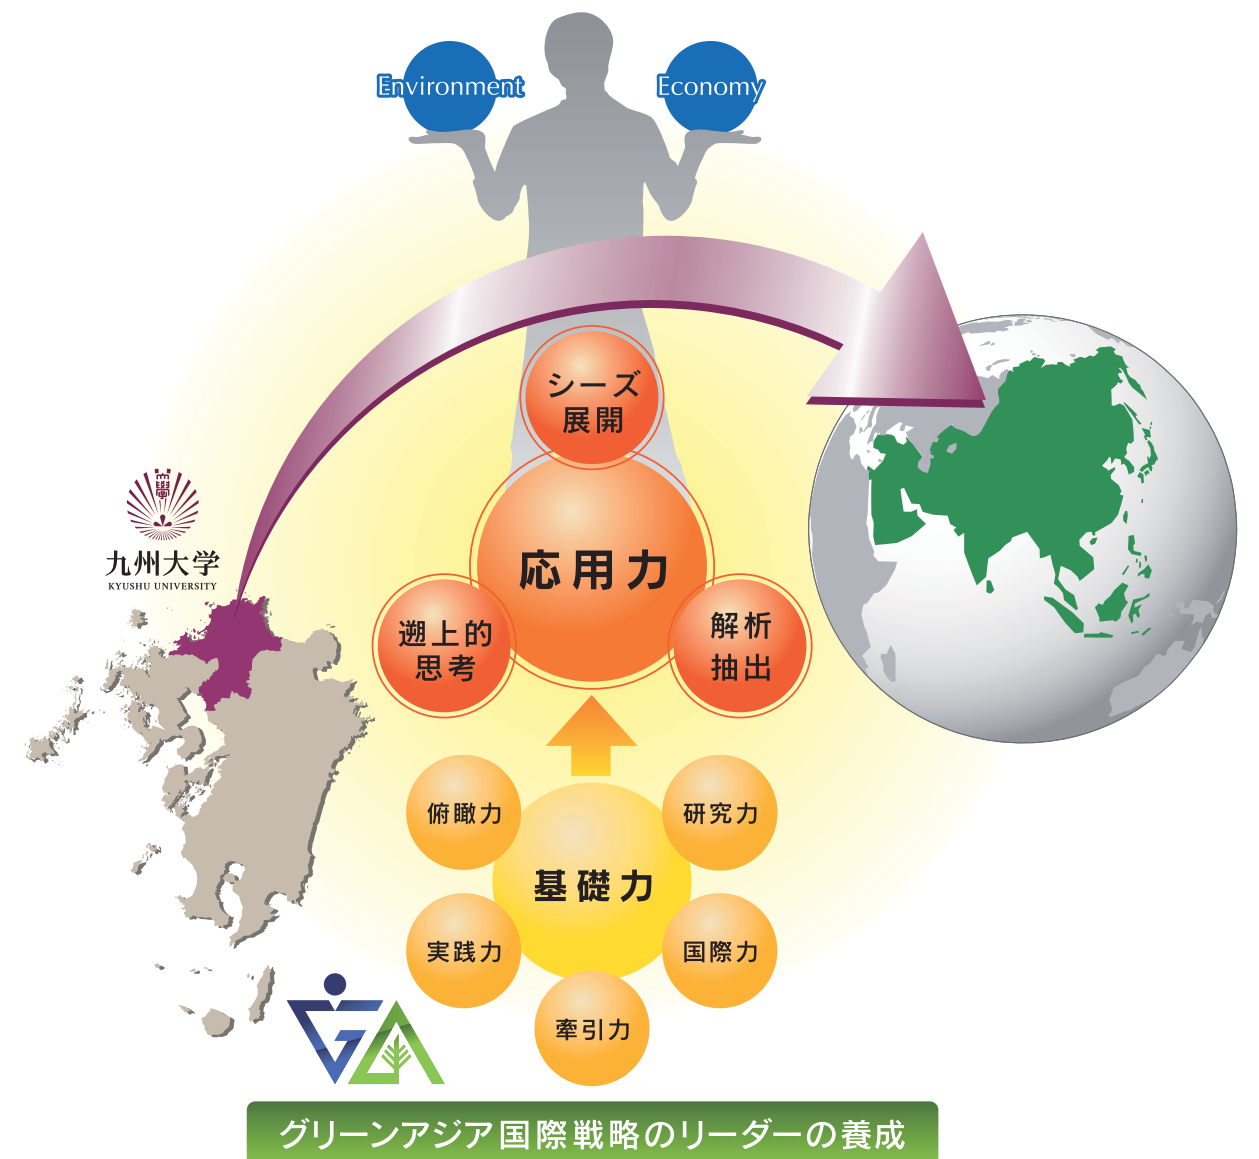 Environment
Economy
シーズ
展開
九州大学
KYUSHU UNIVERSITY
応用力
遡上的
思考
解析
抽出
俯瞰力
研究力
基礎力
実践力
国際力
牽引力
グリーンアジア国際戦略のリーダーの養成